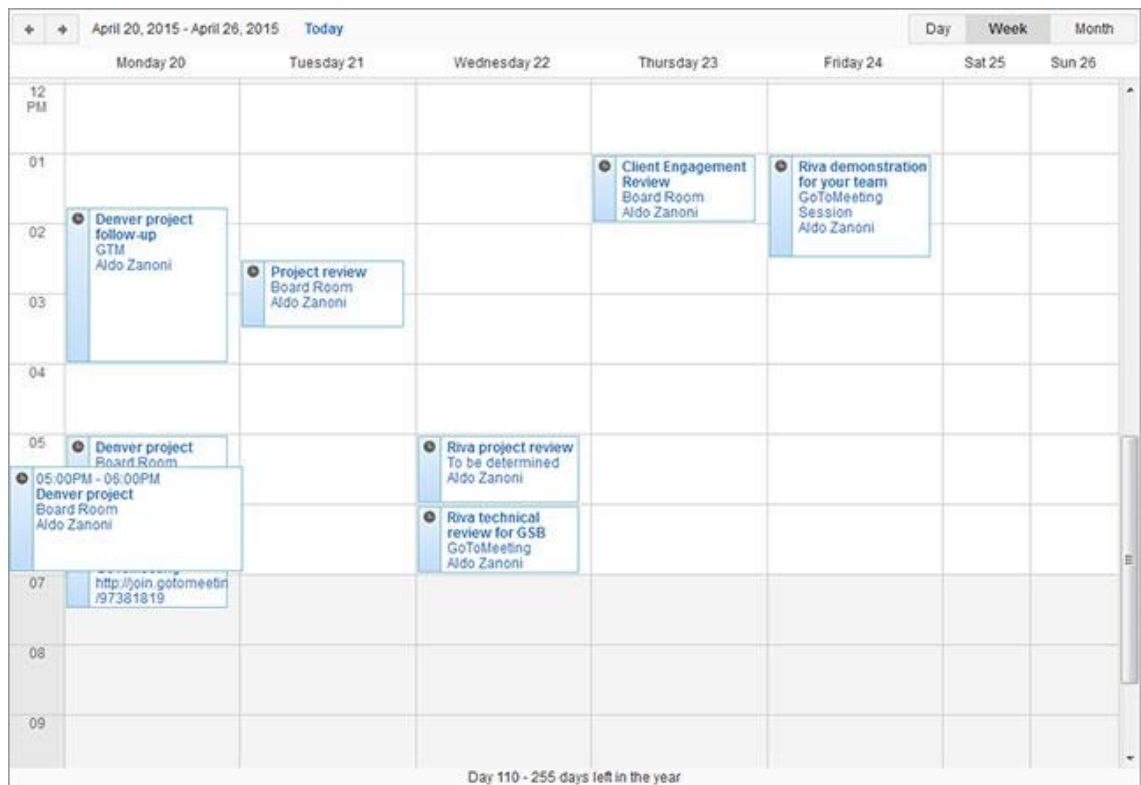 April 20, 2015 - April 26, 2015 Today Day Week Month
Monday 20 Tuesday 21 Wednesday 22 Thursday 23 Friday 24 Sat 25 Sun 26
12
PM
01
Client Engagement
Review
Board Room
Aldo Zanoni
Riva demonstration
for your team
GoToMeeting
Session
Aldo Zanoni
02
Denver project
follow-up
GTM
Aldo Zanoni
Project review
Board Room
Aldo Zanoni
03
04
05
Denver project
Board Room
05:00PM - 06:00PM
Denver project
Board Room
Aldo Zanoni
Riva project review
To be determined
Aldo Zanoni
Riva technical
review for GSB
GoToMeeting
Aldo Zanoni
07
http://join.gotomeetin
/97381819
08
09
Day 110 - 255 days left in the year